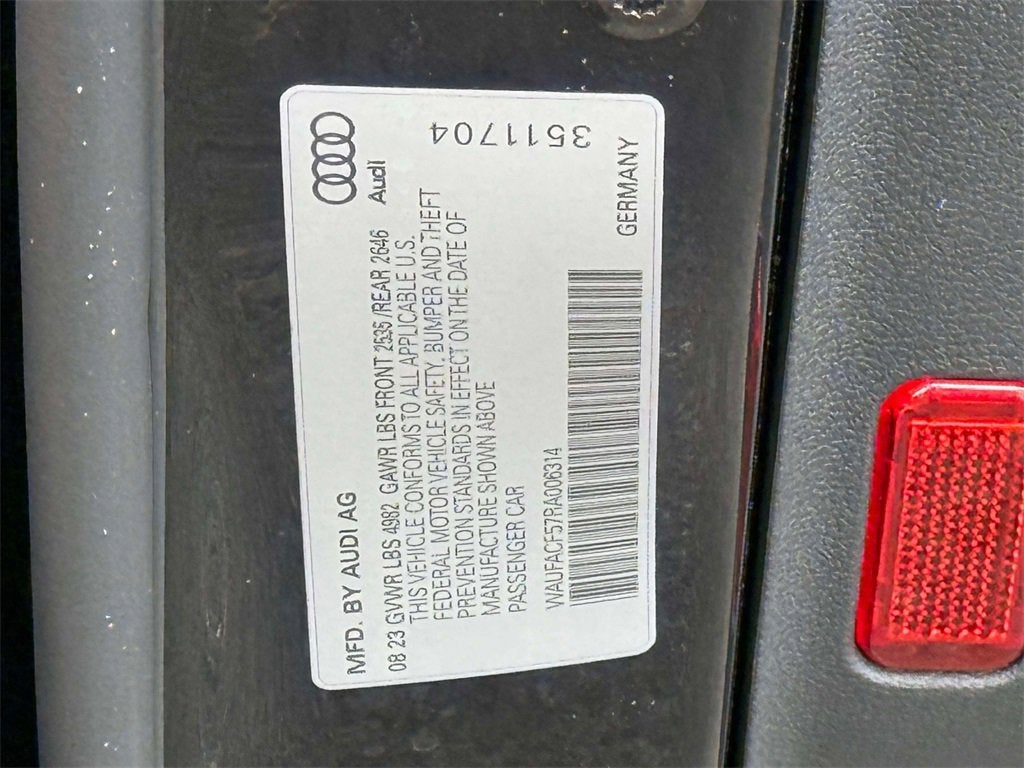 MFD. BY AUDI AG
Audi
08 23 GVWR LBS 4982 GAWR LBS FRONT 2535 /REAR 2646
THIS VEHICLE CONFORMS TO ALL APPLICABLE U.S.
FEDERAL MOTOR VEHICLE SAFETY, BUMPER AND THEFT
PREVENTION STANDARDS IN EFFECT ON THE DATE OF
MANUFACTURE SHOWN ABOVE
PASSENGER CAR
3511704
WAUFACF57RA006314
GERMANY